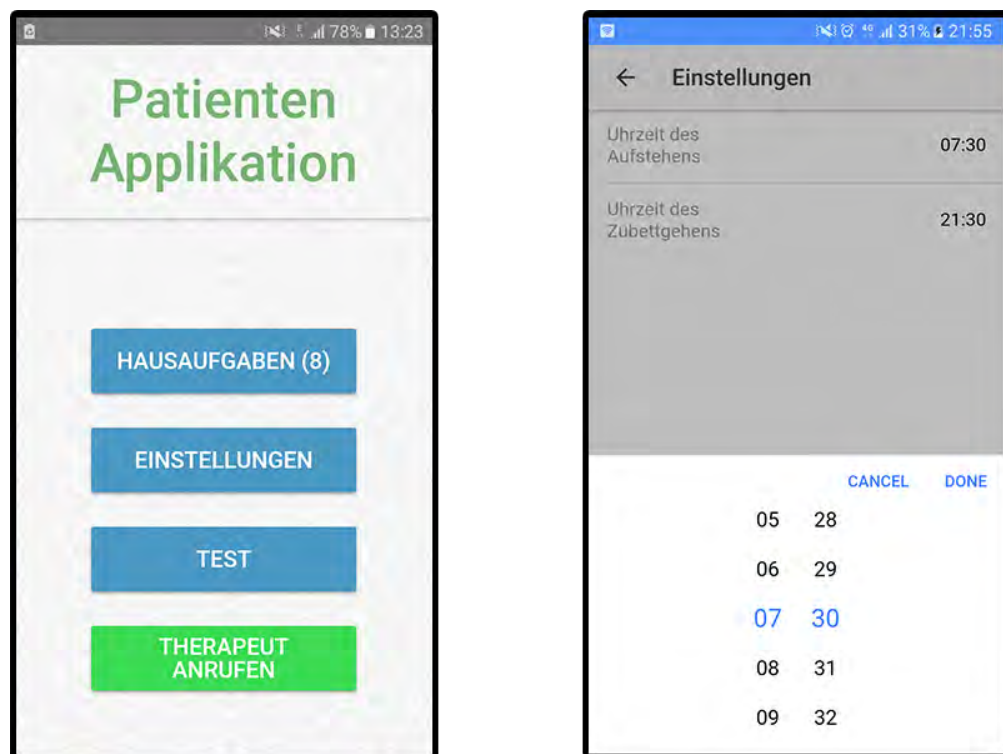 78% 13:23
Patienten
Applikation
HAUSAUFGABEN (8)
EINSTELLUNGEN
TEST
THERAPEUT
ANRUFEN
4G 31% 21:55
Einstellungen
Uhrzeit des
Aufstehens
07:30
Uhrzeit des
Zubettgehens
21:30
CANCEL DONE
05 28
06 29
07 30
08 31
09 32